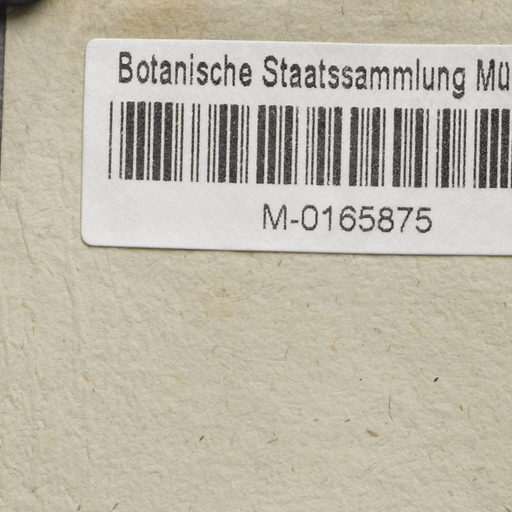 Botanische Staatssammlung Mü
M-0165875